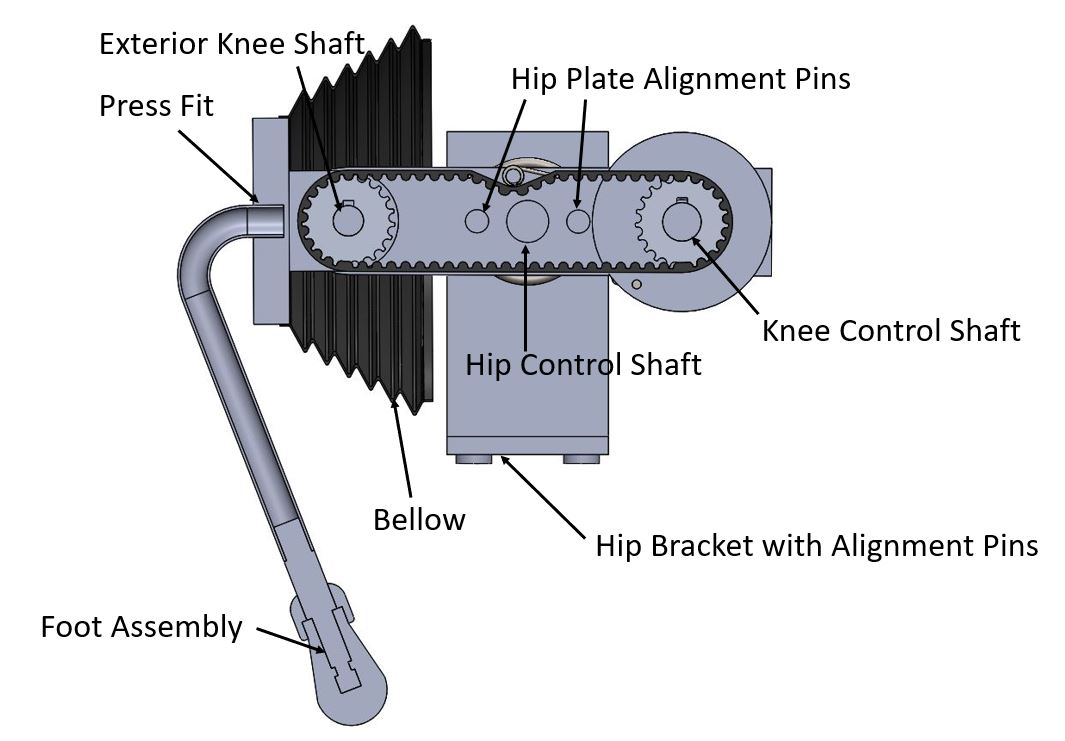 Exterior Knee Shaft
Hip Plate Alignment Pins
Press Fit
Knee Control Shaft
Hip Control Shaft
Bellow
Hip Bracket with Alignment Pins
Foot Assembly